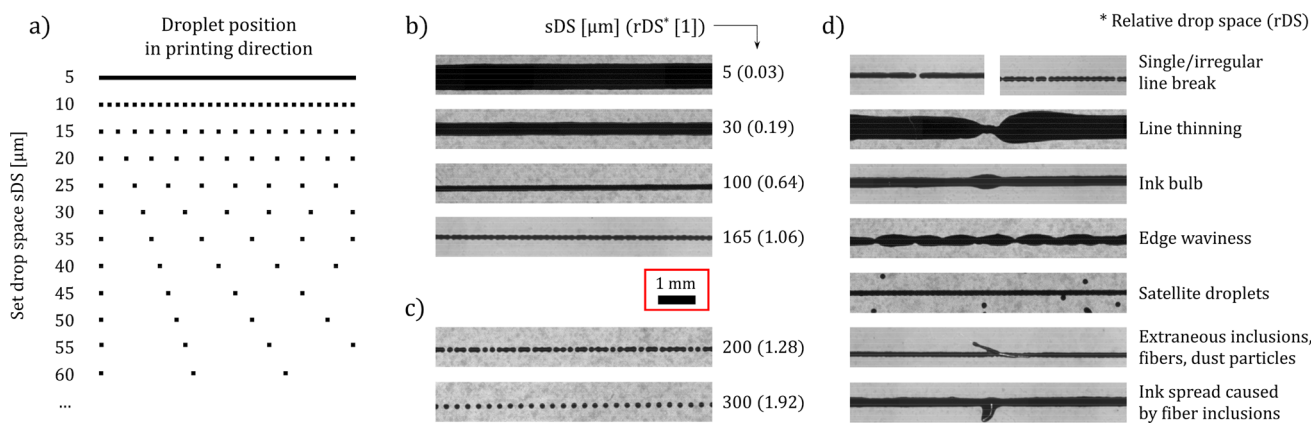 a)
Droplet position
in printing direction
Set drop space sDS [µm]
5
10
15
20
25
30
35
40
45
50
55
60
...
b)
sDS [µm] (rDS* [1])
5 (0.03)
30 (0.19)
100 (0.64)
165 (1.06)
1 mm
c)
200 (1.28)
300 (1.92)
d)
* Relative drop space (rDS)
Single/irregular
line break
Line thinning
Ink bulb
Edge waviness
Satellite droplets
Extraneous inclusions,
fibers, dust particles
Ink spread caused
by fiber inclusions